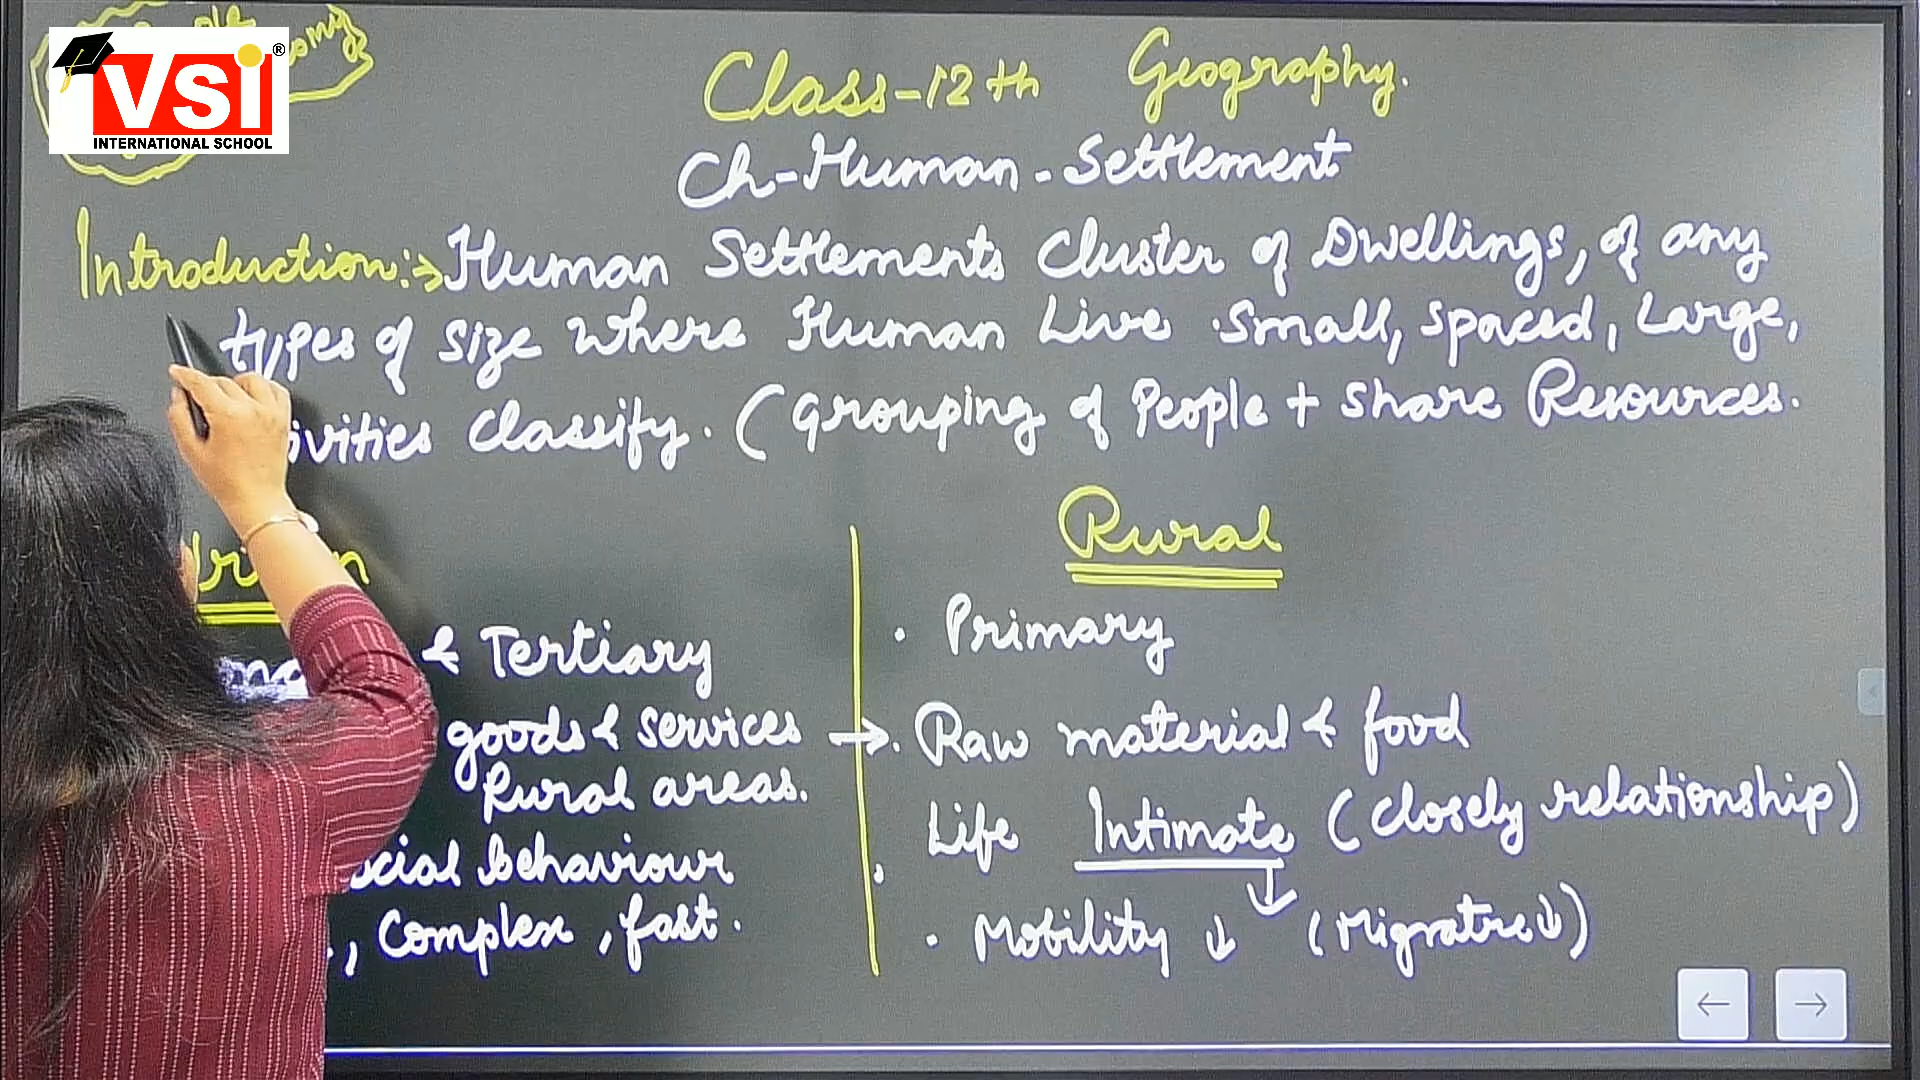 VSI ®
INTERNATIONAL SCHOOL
Class-12th Geography.
Ch-Human-Settlement
Introduction:→ Human Settlements Cluster of Dwellings, of any
types of size where Human Live Small, spaced, Large,
ivities Classify. (Grouping of People + share Resources.
Rural
& Tertiary
• Primary
goods & services → • Raw material & food
Rural areas.
Life Intimate (Closely relationship)
cial behaviour
, Complex, fast.
• Mobility ↓ (Migration ↓)